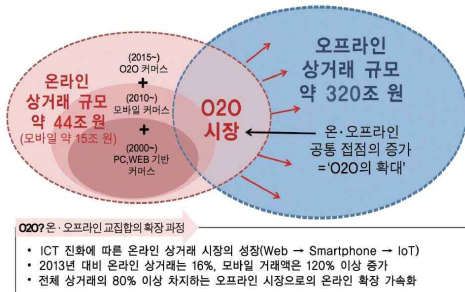 온라인
상거래 규모
약 44조 원
(모바일 약 15조 원)
(2015~)
O2O 커머스
+
(2010~)
모바일 커머스
+
(2000~)
PC,WEB 기반
커머스
O2O
시장
오프라인
상거래 규모
약 320조 원
온·오프라인
공통 접점의 증가
='O2O의 확대'
O2O? 온·오프라인 교집합의 확장 과정
• ICT 진화에 따른 온라인 상거래 시장의 성장(Web → Smartphone → IoT)
• 2013년 대비 온라인 상거래는 16%, 모바일 거래액은 120% 이상 증가
• 전체 상거래의 80% 이상 차지하는 오프라인 시장으로의 온라인 확장 가속화